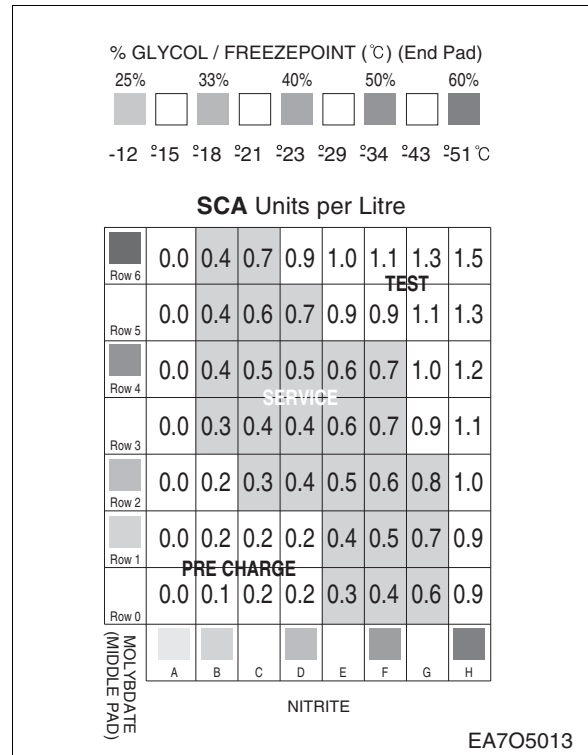 % GLYCOL / FREEZEPOINT (℃) (End Pad)
25% 33% 40% 50% 60%
-12 °-15 °-18 °-21 °-23 °-29 °-34 °-43 °-51 ℃
SCA Units per Litre
Row 6 0.0 0.4 0.7 0.9 1.0 1.1 1.3 1.5
TEST
Row 5 0.0 0.4 0.6 0.7 0.9 0.9 1.1 1.3
Row 4 0.0 0.4 0.5 0.5 0.6 0.7 1.0 1.2
SERVICE
Row 3 0.0 0.3 0.4 0.4 0.6 0.7 0.9 1.1
Row 2 0.0 0.2 0.3 0.4 0.5 0.6 0.8 1.0
Row 1 0.0 0.2 0.2 0.2 0.4 0.5 0.7 0.9
PRE CHARGE
Row 0 0.0 0.1 0.2 0.2 0.3 0.4 0.6 0.9
MOLYBDATE
(MIDDLE PAD)
A B C D E F G H
NITRITE
EA7O5013